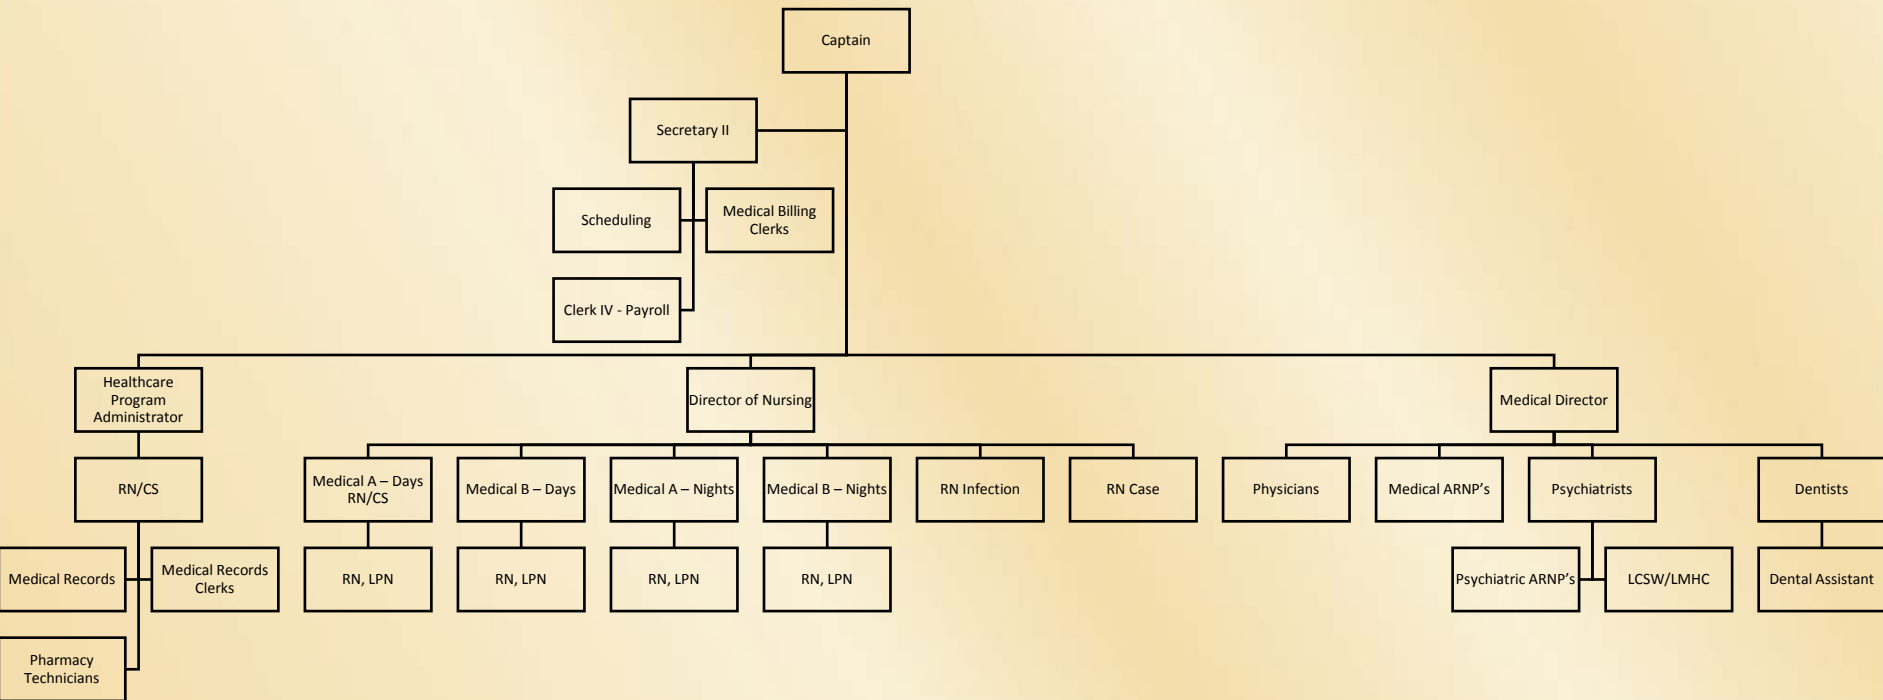 Captain
Secretary II
Scheduling
Medical Billing
Clerks
Clerk IV - Payroll
Healthcare
Program
Administrator
Director of Nursing
Medical Director
RN/CS
Medical A – Days
RN/CS
Medical B – Days
Medical A – Nights
Medical B – Nights
RN Infection
RN Case
Physicians
Medical ARNP’s
Psychiatrists
Dentists
Medical Records
Medical Records
Clerks
RN, LPN
RN, LPN
RN, LPN
RN, LPN
Psychiatric ARNP’s
LCSW/LMHC
Dental Assistant
Pharmacy
Technicians